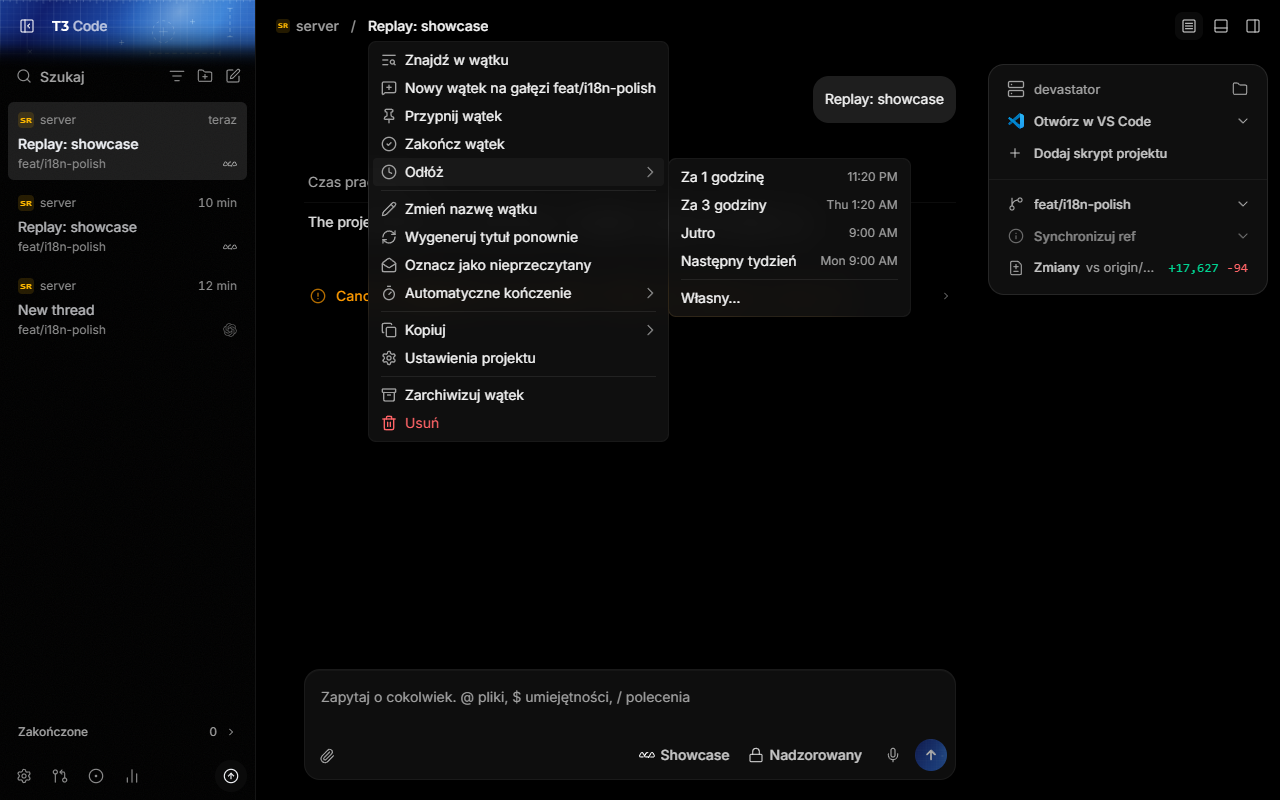 T3 Code
Szukaj
SR server teraz
Replay: showcase
feat/i18n-polish
SR server 10 min
Replay: showcase
feat/i18n-polish
SR server 12 min
New thread
feat/i18n-polish
Zakończone 0
SR server / Replay: showcase
Znajdź w wątku
Nowy wątek na gałęzi feat/i18n-polish
Przypnij wątek
Zakończ wątek
Odłóż
Zmień nazwę wątku
Wygeneruj tytuł ponownie
Oznacz jako nieprzeczytany
Automatyczne kończenie
Kopiuj
Ustawienia projektu
Zarchiwizuj wątek
Usuń
Za 1 godzinę 11:20 PM
Za 3 godziny Thu 1:20 AM
Jutro 9:00 AM
Następny tydzień Mon 9:00 AM
Własny...
Replay: showcase
Czas
The
Zapytaj o cokolwiek. @ pliki, $ umiejętności, / polecenia
Showcase Nadzorowany
devastator
Otwórz w VS Code
Dodaj skrypt projektu
feat/i18n-polish
Synchronizuj ref
Zmiany vs origin/... +17,627 -94